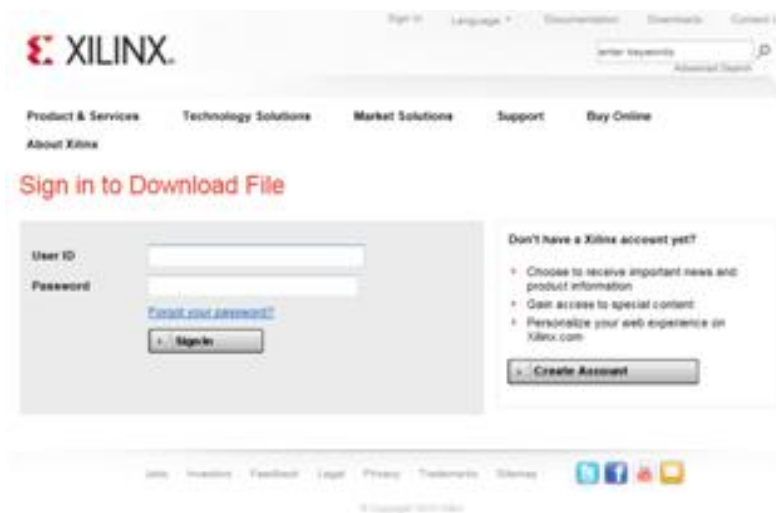 Sign in Language Documentation Downloads Contact
XILINX
enter keywords
Advanced Search
Product & Services Technology Solutions Market Solutions Support Buy Online
About Xilinx
Sign in to Download File
User ID
Password
Forgot your password?
Sign In
Don't have a Xilinx account yet?
Choose to receive important news and
product information
Gain access to special content
Personalize your web experience on
Xilinx.com
Create Account
Jobs Investors Feedback Legal Privacy Trademarks Sitemap
© Copyright Xilinx